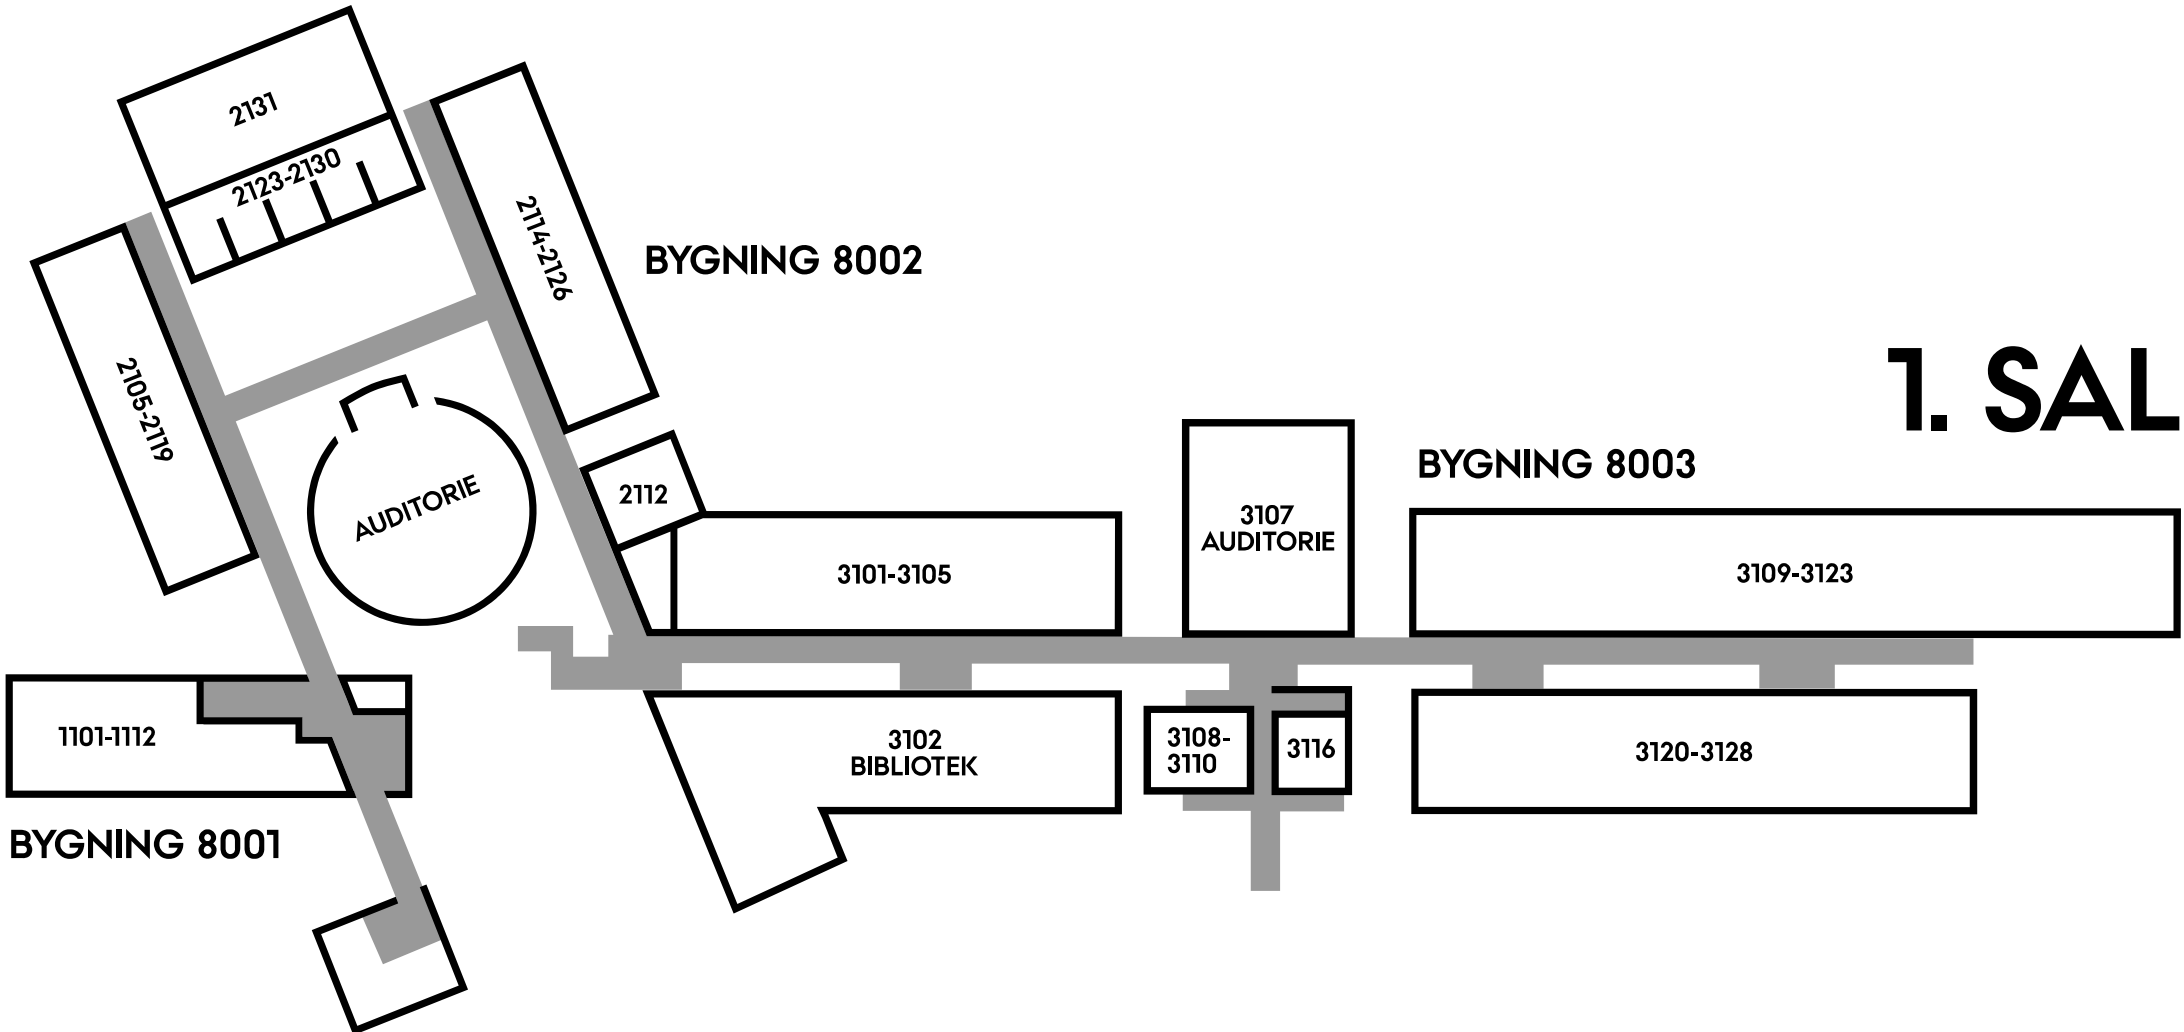 2131
2123-2130
2114-2126
BYGNING 8002
2105-2119
AUDITORIE
2112
1. SAL
BYGNING 8003
3107
AUDITORIE
3101-3105
3109-3123
1101-1112
3102
BIBLIOTEK
3108-
3110
3116
3120-3128
BYGNING 8001